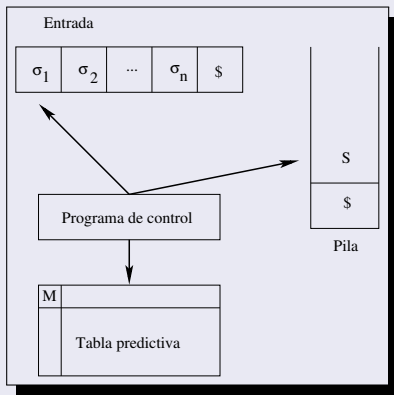 Entrada
σ1 σ2 ... σn $
S
Programa de control
$
Pila
M
Tabla predictiva